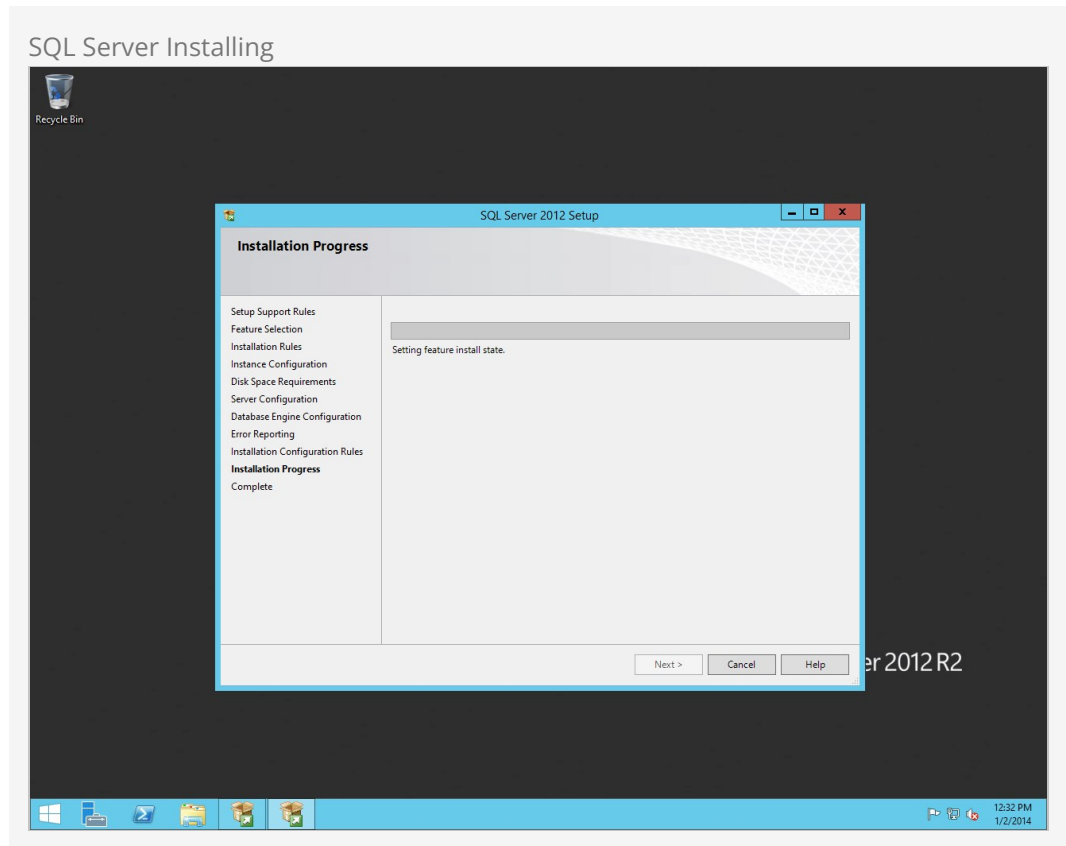 SQL Server Installing
Recycle Bin
SQL Server 2012 Setup
Installation Progress
Setup Support Rules
Feature Selection
Installation Rules
Instance Configuration
Disk Space Requirements
Server Configuration
Database Engine Configuration
Error Reporting
Installation Configuration Rules
Installation Progress
Complete
Setting feature install state.
Next >
Cancel
Help
er 2012 R2
12:32 PM
1/2/2014